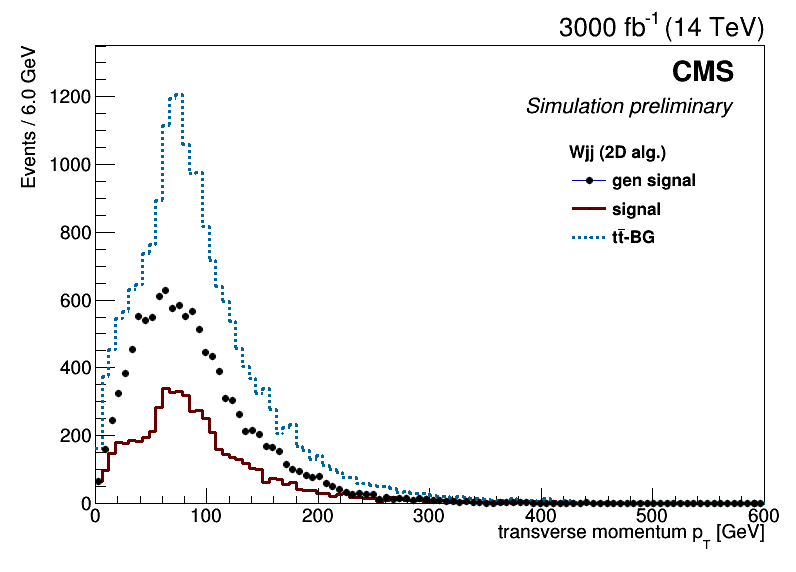 3000 fb-1 (14 TeV)
Events / 6.0 GeV
CMS
Simulation preliminary
Wjj (2D alg.)
gen signal
signal
tt̄-BG
1200
1000
800
600
400
200
0
0 100 200 300 400 500 600
transverse momentum pT [GeV]